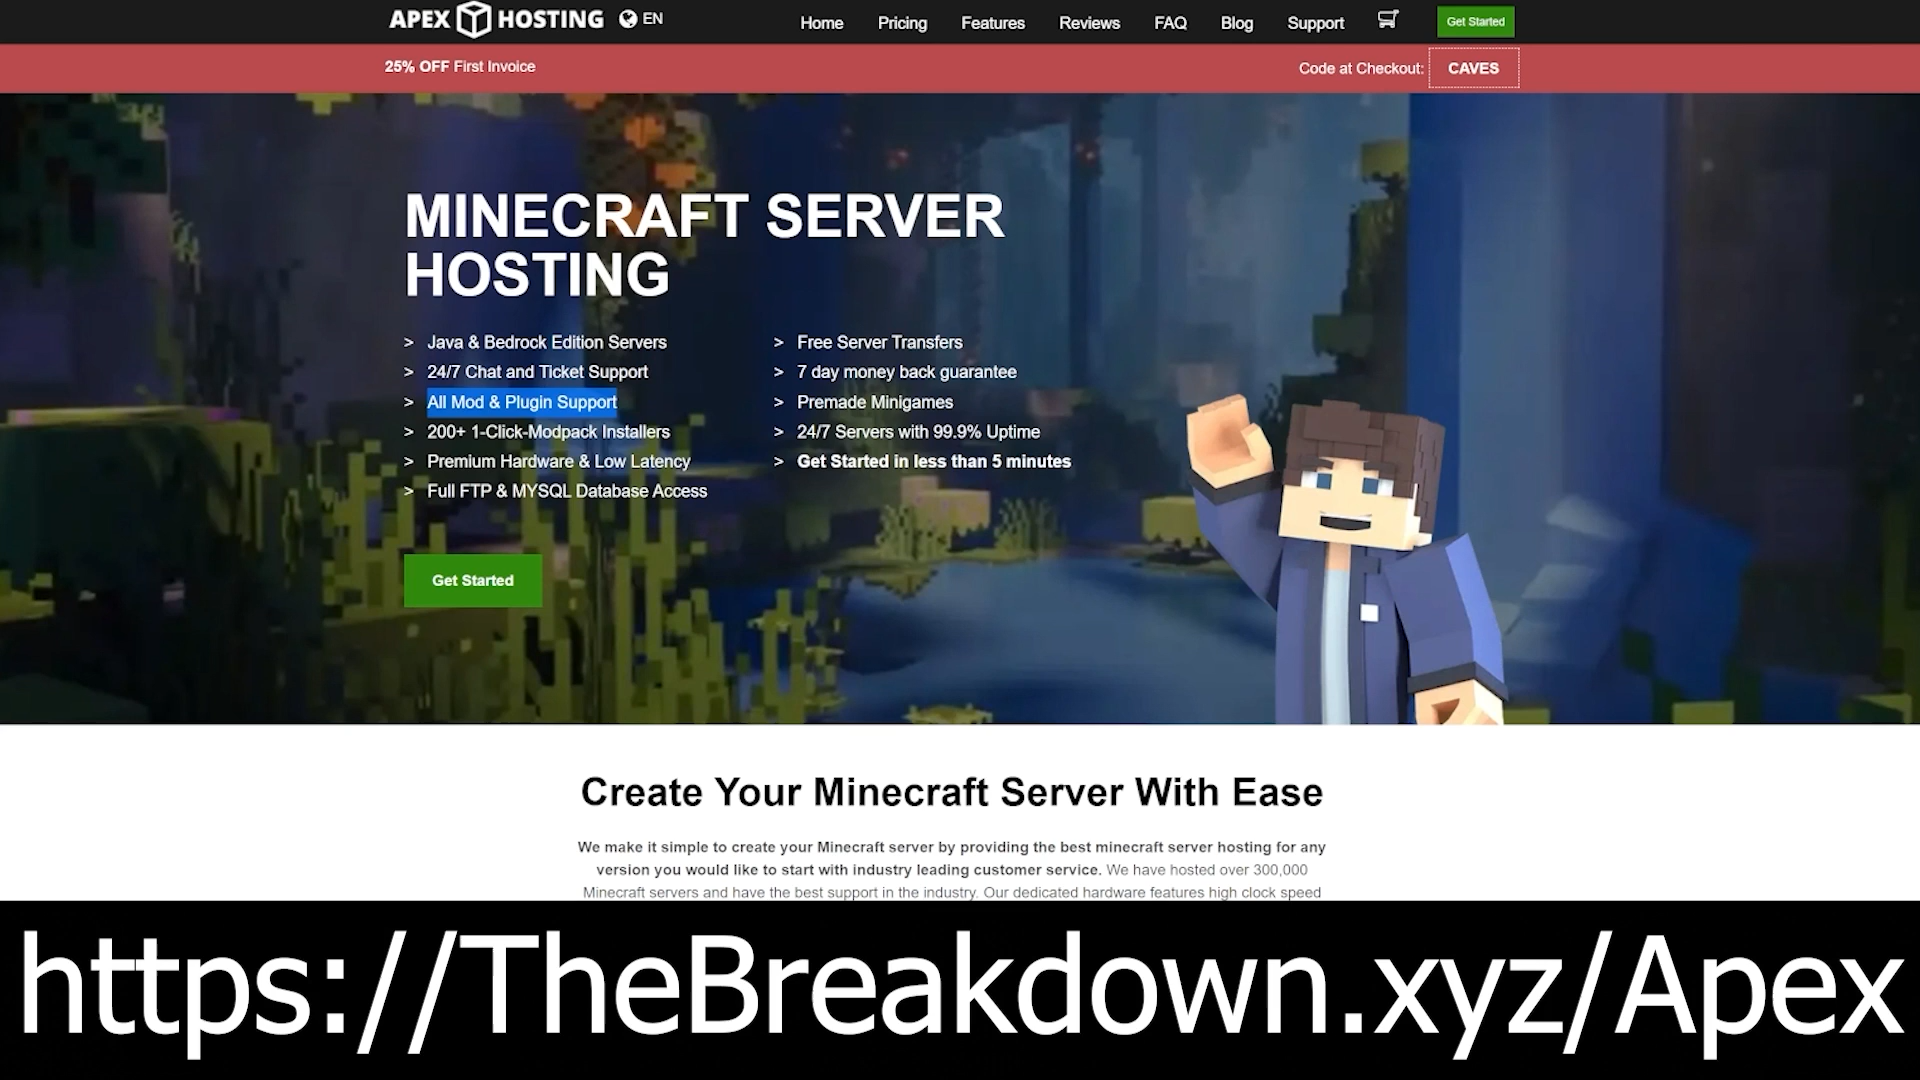 APEX HOSTING EN Home Pricing Features Reviews FAQ Blog Support Get Started
25% OFF First Invoice Code at Checkout: CAVES
MINECRAFT SERVER
HOSTING
> Java & Bedrock Edition Servers
> 24/7 Chat and Ticket Support
> All Mod & Plugin Support
> 200+ 1-Click-Modpack Installers
> Premium Hardware & Low Latency
> Full FTP & MYSQL Database Access
> Free Server Transfers
> 7 day money back guarantee
> Premade Minigames
> 24/7 Servers with 99.9% Uptime
> Get Started in less than 5 minutes
Get Started
Create Your Minecraft Server With Ease
We make it simple to create your Minecraft server by providing the best minecraft server hosting for any
version you would like to start with industry leading customer service. We have hosted over 300,000
Minecraft servers and have the best support in the industry. Our dedicated hardware features high clock speed
https://TheBreakdown.xyz/Apex